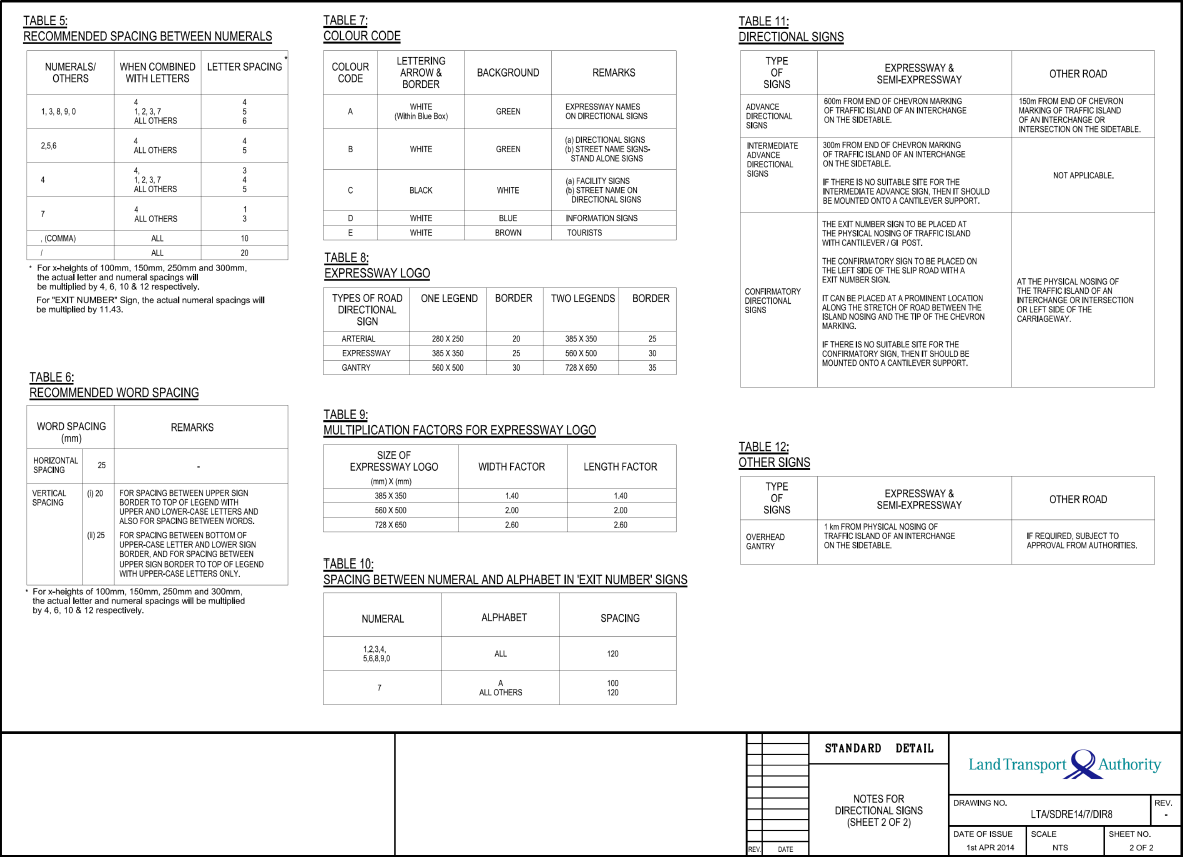 TABLE 5:
RECOMMENDED SPACING BETWEEN NUMERALS
NUMERALS/ OTHERS WHEN COMBINED WITH LETTERS LETTER SPACING *
1, 3, 8, 9, 0
4 4
1, 2, 3, 7 5
ALL OTHERS 6
2,5,6
4 4
ALL OTHERS 5
4
4, 3
1, 2, 3, 7 4
ALL OTHERS 5
7
4 1
ALL OTHERS 3
, (COMMA) ALL 10
/ ALL 20
* For x-heights of 100mm, 150mm, 250mm and 300mm,
the actual letter and numeral spacings will
be multiplied by 4, 6, 10 & 12 respectively.
For "EXIT NUMBER" Sign, the actual numeral spacings will
be multiplied by 11.43.
TABLE 6:
RECOMMENDED WORD SPACING
WORD SPACING
(mm)
REMARKS
HORIZONTAL
SPACING
25 -
VERTICAL
SPACING
(i) 20
FOR SPACING BETWEEN UPPER SIGN
BORDER TO TOP OF LEGEND WITH
UPPER AND LOWER-CASE LETTERS AND
ALSO FOR SPACING BETWEEN WORDS.
(ii) 25
FOR SPACING BETWEEN BOTTOM OF
UPPER-CASE LETTER AND LOWER SIGN
BORDER, AND FOR SPACING BETWEEN
UPPER SIGN BORDER TO TOP OF LEGEND
WITH UPPER-CASE LETTERS ONLY.
* For x-heights of 100mm, 150mm, 250mm and 300mm,
the actual letter and numeral spacings will be multiplied
by 4, 6, 10 & 12 respectively.
TABLE 7:
COLOUR CODE
COLOUR
CODE
LETTERING
ARROW &
BORDER
BACKGROUND
REMARKS
A
WHITE
(Within Blue Box)
GREEN
EXPRESSWAY NAMES
ON DIRECTIONAL SIGNS
B WHITE GREEN
(a) DIRECTIONAL SIGNS
(b) STREET NAME SIGNS-
STAND ALONE SIGNS
C BLACK WHITE
(a) FACILITY SIGNS
(b) STREET NAME ON
DIRECTIONAL SIGNS
D WHITE BLUE INFORMATION SIGNS
E WHITE BROWN TOURISTS
TABLE 8:
EXPRESSWAY LOGO
TYPES OF ROAD
DIRECTIONAL
SIGN
ONE LEGEND BORDER TWO LEGENDS BORDER
ARTERIAL 280 X 250 20 385 X 350 25
EXPRESSWAY 385 X 350 25 560 X 500 30
GANTRY 560 X 500 30 728 X 650 35
TABLE 9:
MULTIPLICATION FACTORS FOR EXPRESSWAY LOGO
SIZE OF
EXPRESSWAY LOGO
(mm) X (mm)
WIDTH FACTOR LENGTH FACTOR
385 X 350 1.40 1.40
560 X 500 2.00 2.00
728 X 650 2.60 2.60
TABLE 10:
SPACING BETWEEN NUMERAL AND ALPHABET IN 'EXIT NUMBER' SIGNS
NUMERAL ALPHABET SPACING
1,2,3,4,
5,6,8,9,0
ALL 120
7
A 100
ALL OTHERS 120
TABLE 11:
DIRECTIONAL SIGNS
TYPE
OF
SIGNS
EXPRESSWAY &
SEMI-EXPRESSWAY
OTHER ROAD
ADVANCE
DIRECTIONAL
SIGNS
600m FROM END OF CHEVRON MARKING
OF TRAFFIC ISLAND OF AN INTERCHANGE
ON THE SIDETABLE.
150m FROM END OF CHEVRON
MARKING OF TRAFFIC ISLAND
OF AN INTERCHANGE OR
INTERSECTION ON THE SIDETABLE.
INTERMEDIATE
ADVANCE
DIRECTIONAL
SIGNS
300m FROM END OF CHEVRON MARKING
OF TRAFFIC ISLAND OF AN INTERCHANGE
ON THE SIDETABLE.
IF THERE IS NO SUITABLE SITE FOR THE
INTERMEDIATE ADVANCE SIGN, THEN IT SHOULD
BE MOUNTED ONTO A CANTILEVER SUPPORT.
NOT APPLICABLE.
CONFIRMATORY
DIRECTIONAL
SIGNS
THE EXIT NUMBER SIGN TO BE PLACED AT
THE PHYSICAL NOSING OF TRAFFIC ISLAND
WITH CANTILEVER / GI POST.
THE CONFIRMATORY SIGN TO BE PLACED ON
THE LEFT SIDE OF THE SLIP ROAD WITH A
EXIT NUMBER SIGN.
IT CAN BE PLACED AT A PROMINENT LOCATION
ALONG THE STRETCH OF ROAD BETWEEN THE
ISLAND NOSING AND THE TIP OF THE CHEVRON
MARKING.
IF THERE IS NO SUITABLE SITE FOR THE
CONFIRMATORY SIGN, THEN IT SHOULD BE
MOUNTED ONTO A CANTILEVER SUPPORT.
AT THE PHYSICAL NOSING OF
THE TRAFFIC ISLAND OF AN
INTERCHANGE OR INTERSECTION
OR LEFT SIDE OF THE
CARRIAGEWAY.
TABLE 12:
OTHER SIGNS
TYPE
OF
SIGNS
EXPRESSWAY &
SEMI-EXPRESSWAY
OTHER ROAD
OVERHEAD
GANTRY
1 km FROM PHYSICAL NOSING OF
TRAFFIC ISLAND OF AN INTERCHANGE
ON THE SIDETABLE.
IF REQUIRED, SUBJECT TO
APPROVAL FROM AUTHORITIES.
REV. DATE
STANDARD DETAIL
NOTES FOR
DIRECTIONAL SIGNS
(SHEET 2 OF 2)
Land Transport Authority
DRAWING NO.
LTA/SDRE14/7/DIR8
REV.
-
DATE OF ISSUE
1st APR 2014
SCALE
NTS
SHEET NO.
2 OF 2